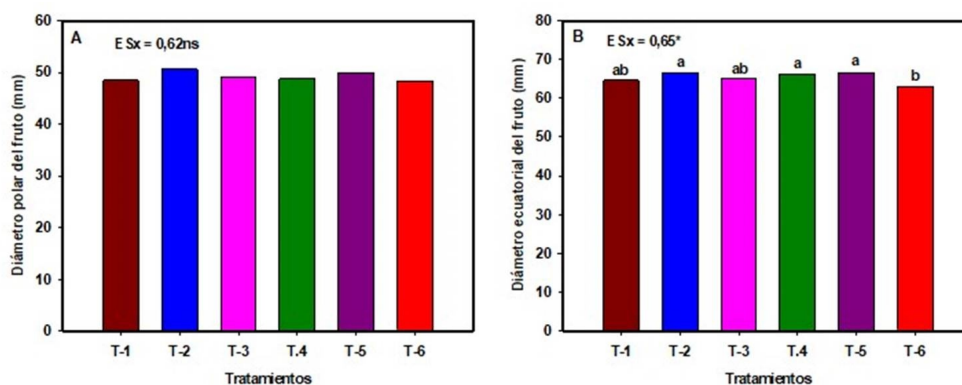 A
ESx = 0,62ns
Diámetro polar del fruto (mm)
60
50
40
30
20
10
0
T-1 T-2 T-3 T.4 T-5 T-6
Tratamientos
B
ESx = 0,65*
Diámetro ecuatorial del fruto (mm)
80
70
60
50
40
30
20
10
0
ab a ab a a b
T-1 T-2 T-3 T.4 T-5 T-6
Tratamientos